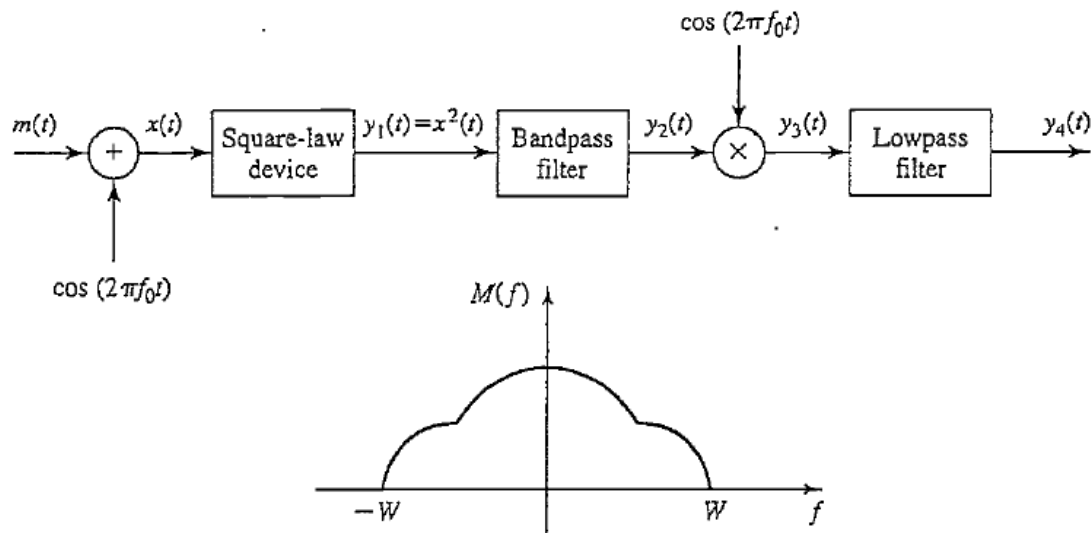 cos (2πf₀t)
m(t)
+
x(t)
Square-law
device
y₁(t) = x²(t)
Bandpass
filter
y₂(t)
×
y₃(t)
Lowpass
filter
y₄(t)
cos (2πf₀t)
M(f)
−W
W
f